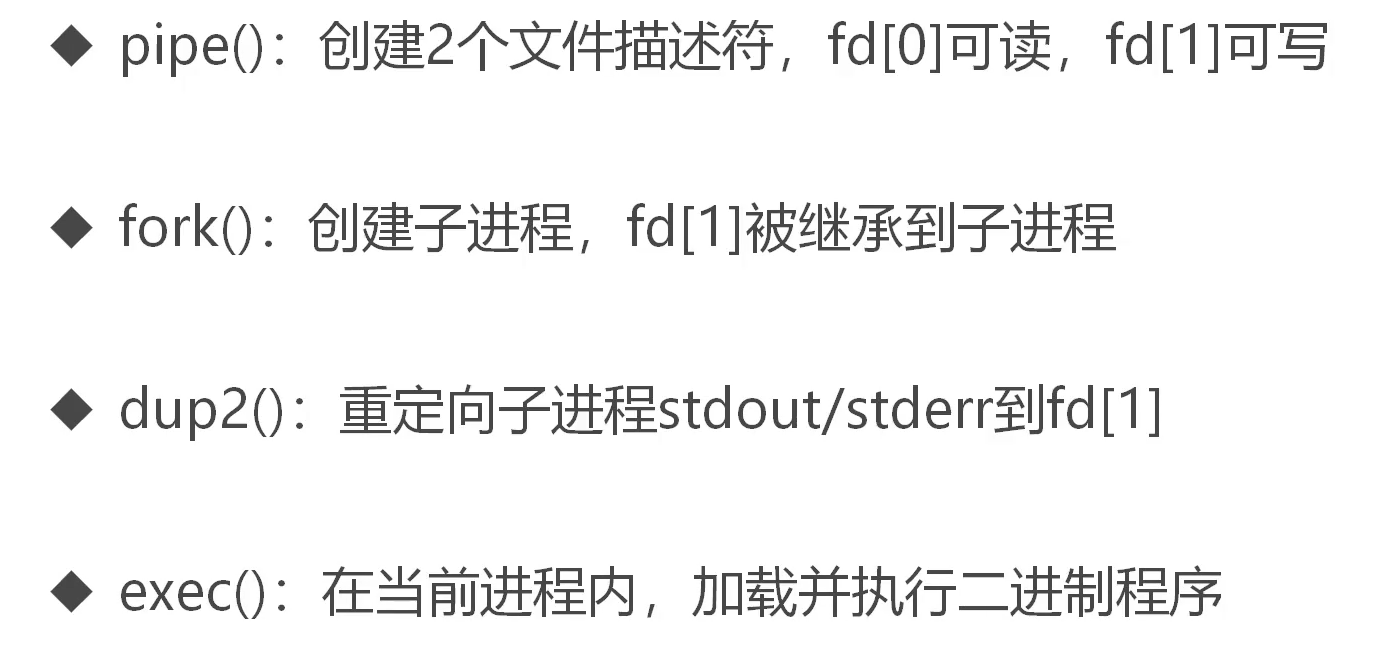 ◆ pipe()：创建2个文件描述符，fd[0]可读，fd[1]可写
◆ fork()：创建子进程，fd[1]被继承到子进程
◆ dup2()：重定向子进程stdout/stderr到fd[1]
◆ exec()：在当前进程内，加载并执行二进制程序